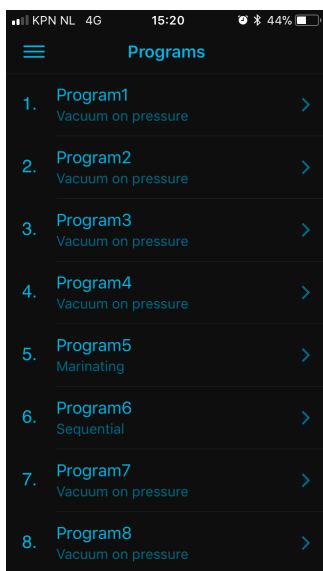 KPN NL 4G 15:20 44%
Programs
1. Program1
Vacuum on pressure
2. Program2
Vacuum on pressure
3. Program3
Vacuum on pressure
4. Program4
Vacuum on pressure
5. Program5
Marinating
6. Program6
Sequential
7. Program7
Vacuum on pressure
8. Program8
Vacuum on pressure